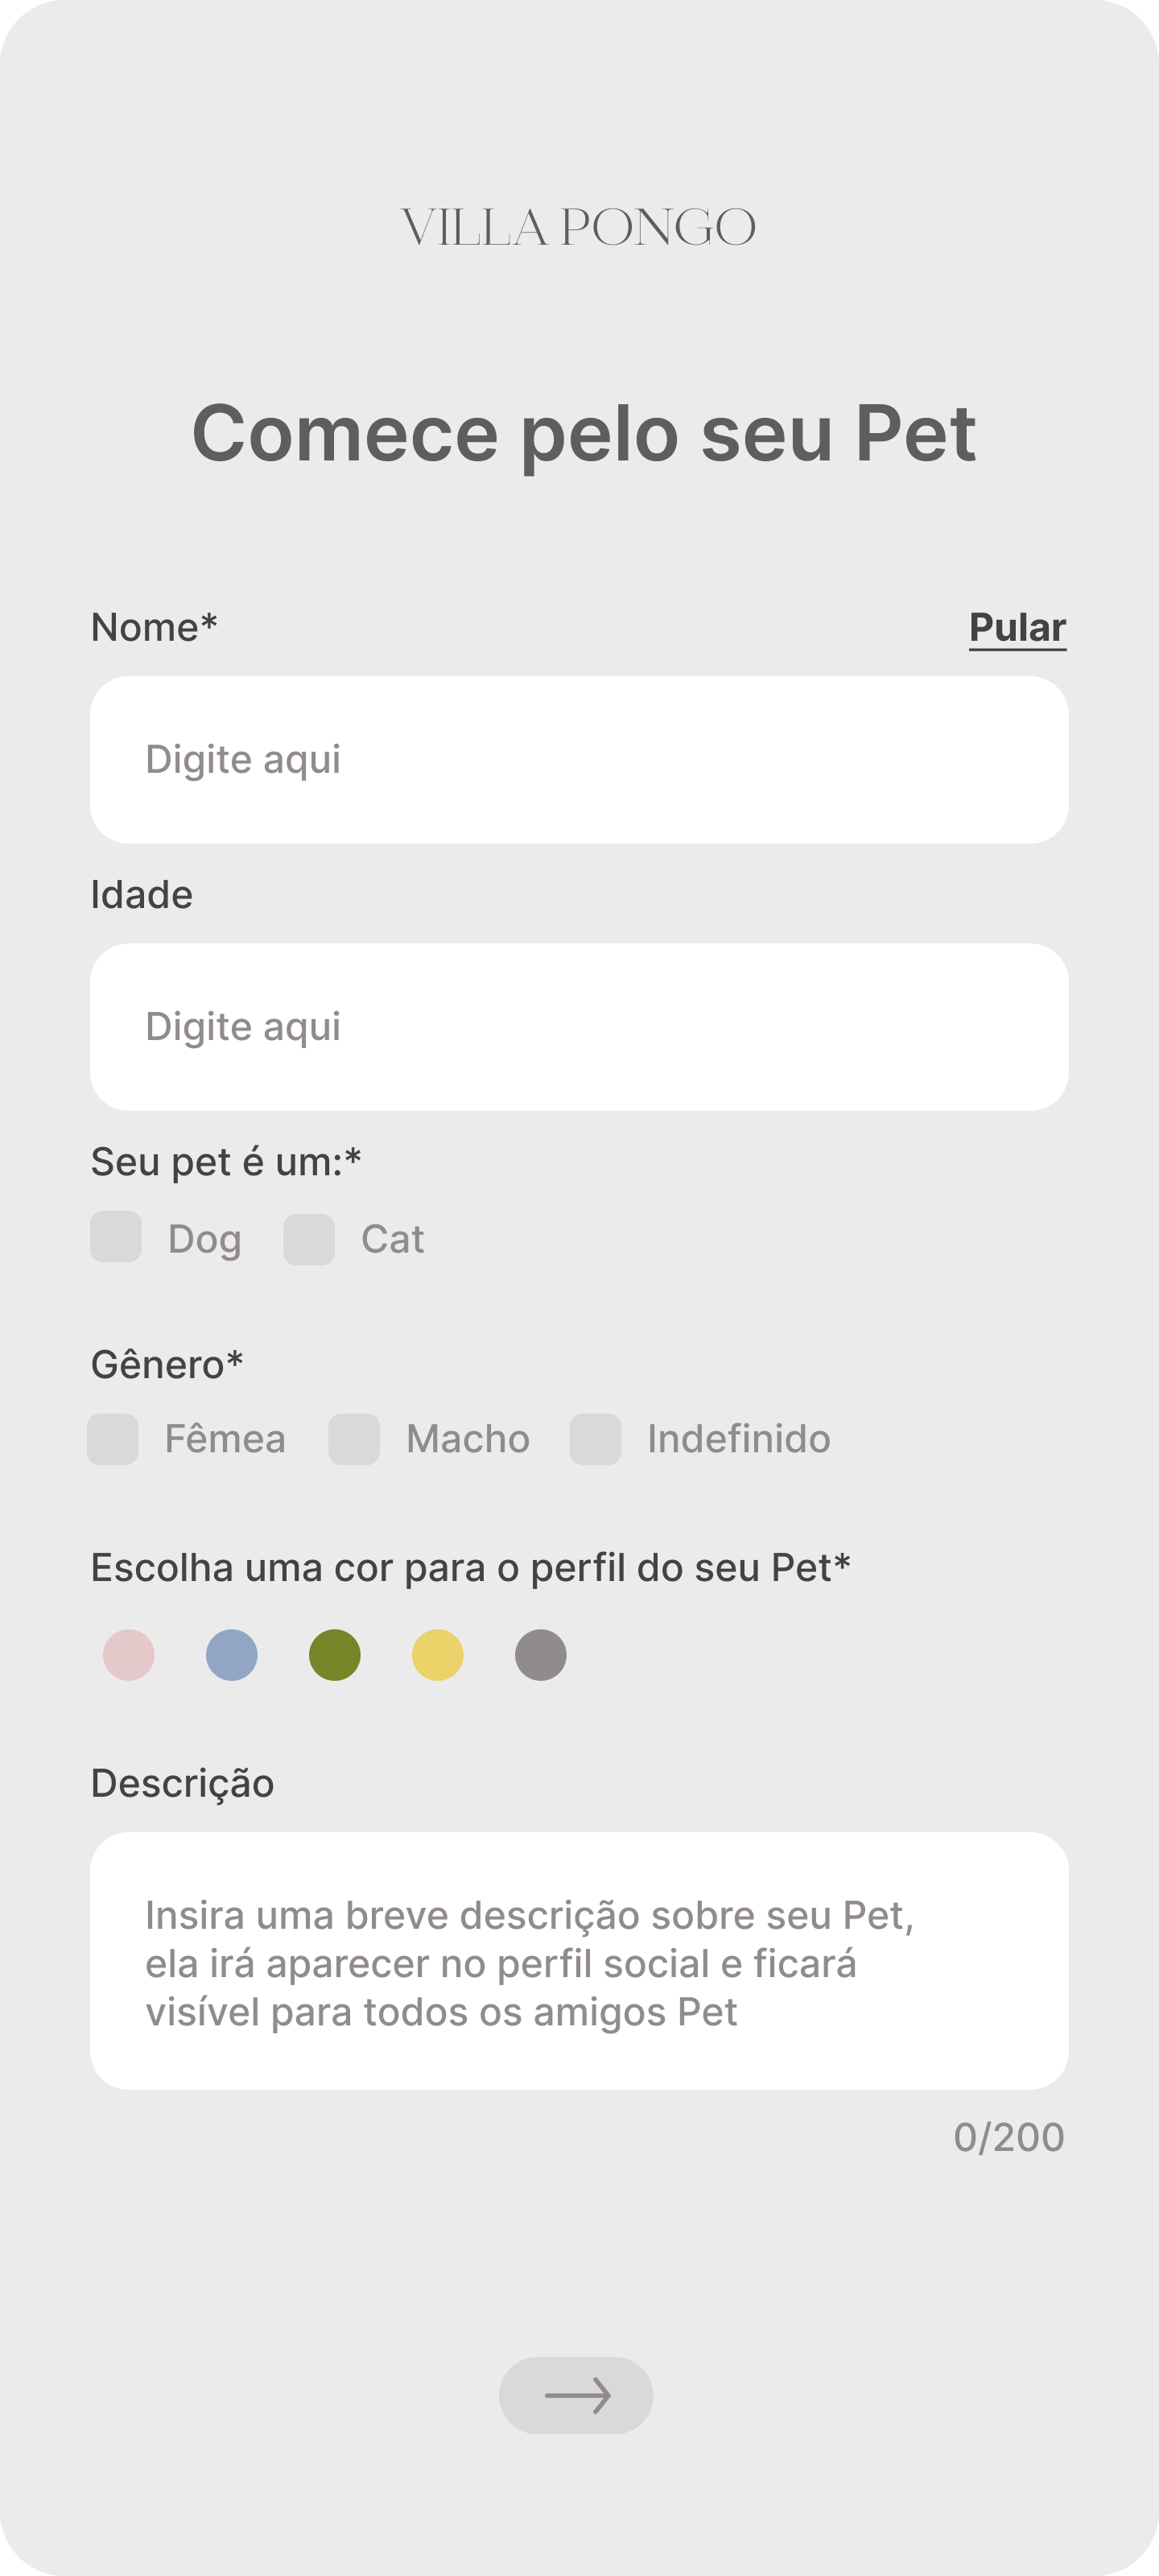 VILLA PONGO
Comece pelo seu Pet
Nome*
Pular
Digite aqui
Idade
Digite aqui
Seu pet é um:*
Dog Cat
Gênero*
Fêmea Macho Indefinido
Escolha uma cor para o perfil do seu Pet*
Descrição
Insira uma breve descrição sobre seu Pet,
ela irá aparecer no perfil social e ficará
visível para todos os amigos Pet
0/200